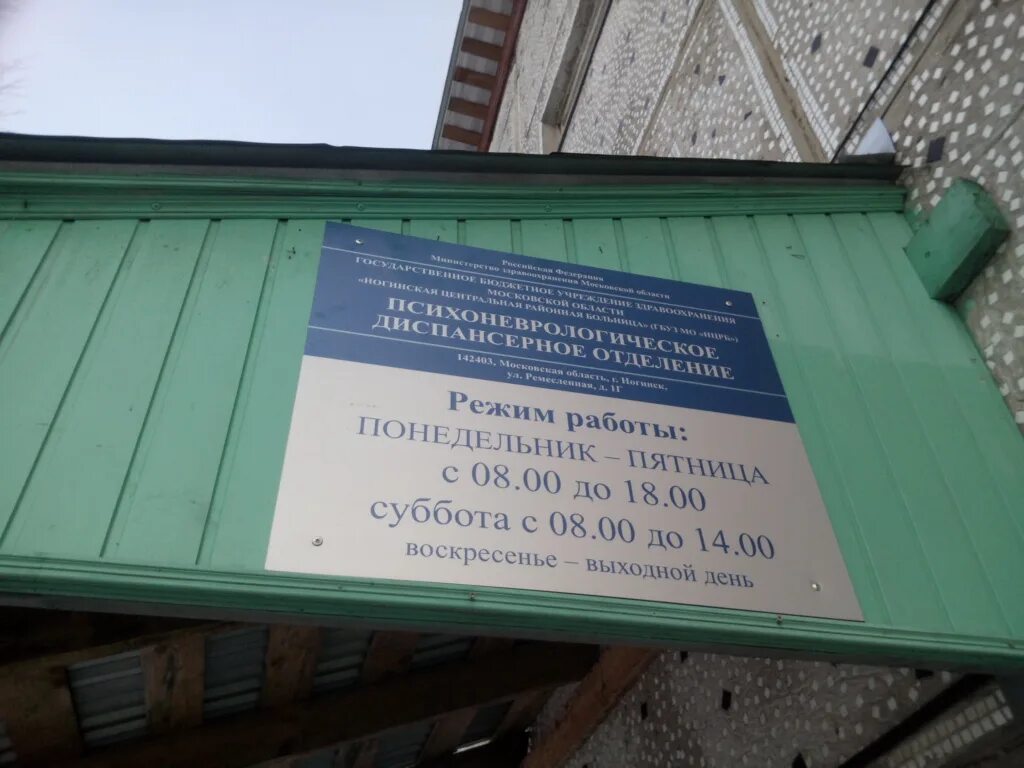 Российская Федерация
Министерство здравоохранения Московской области
ГОСУДАРСТВЕННОЕ БЮДЖЕТНОЕ УЧРЕЖДЕНИЕ ЗДРАВООХРАНЕНИЯ
МОСКОВСКОЙ ОБЛАСТИ
«НОГИНСКАЯ ЦЕНТРАЛЬНАЯ РАЙОННАЯ БОЛЬНИЦА» (ГБУЗ МО «НЦРБ»)
ПСИХОНЕВРОЛОГИЧЕСКОЕ
ДИСПАНСЕРНОЕ ОТДЕЛЕНИЕ
142403, Московская область, г. Ногинск,
ул. Ремесленная, д. 1Г
Режим работы:
ПОНЕДЕЛЬНИК – ПЯТНИЦА
с 08.00 до 18.00
суббота с 08.00 до 14.00
воскресенье – выходной день